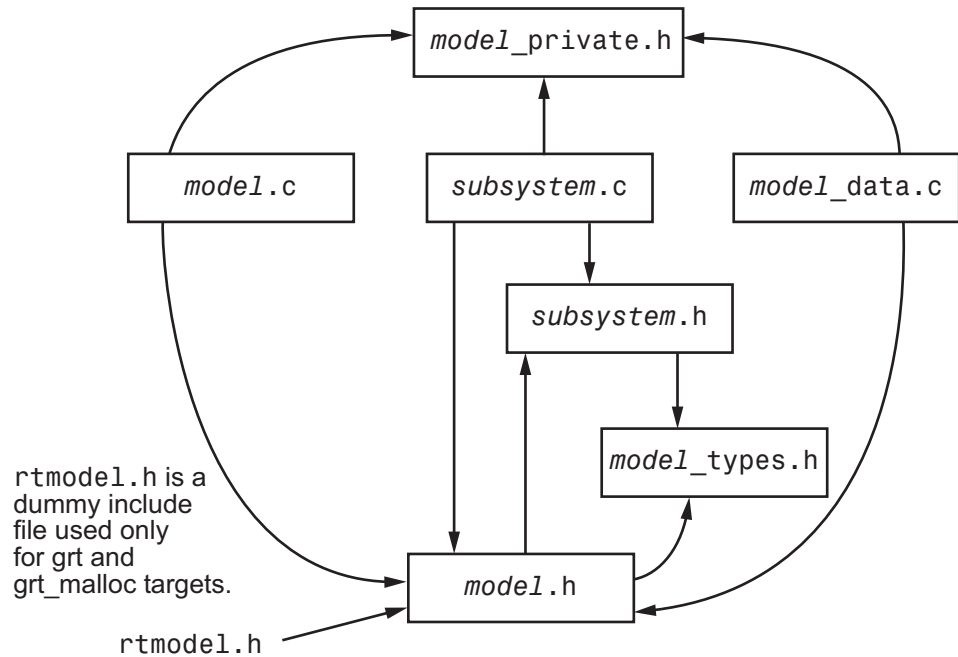 model_private.h
model.c
subsystem.c
model_data.c
subsystem.h
model_types.h
rtmodel.h is a
dummy include
file used only
for grt and
grt_malloc targets.
model.h
rtmodel.h